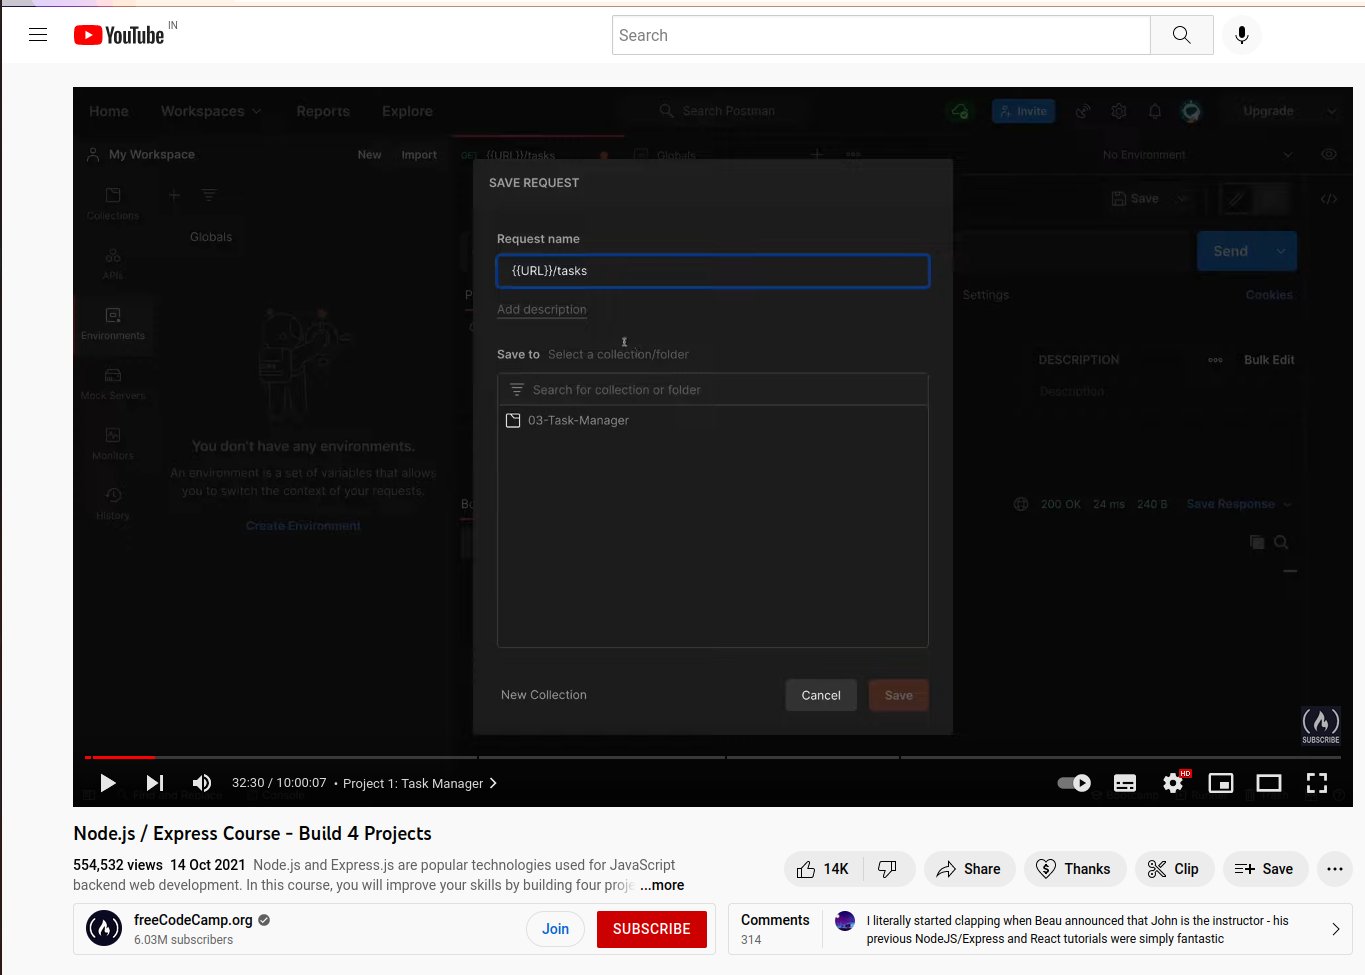 YouTube IN
Search
Home Workspaces Reports Explore Search Postman Invite Upgrade
My Workspace New Import GET {{URL}}/tasks Globals No Environment
SAVE REQUEST
Collections
Save
Globals
Request name
{{URL}}/tasks
Send
APIs
Settings Cookies
Add description
Environments
Save to Select a collection/folder
DESCRIPTION Bulk Edit
Search for collection or folder
Description
Mock Servers
03-Task-Manager
You don't have any environments.
Monitors
An environment is a set of variables that allows
you to switch the context of your requests.
200 OK 24 ms 240 B Save Response
History
Create Environment
New Collection Cancel Save
SUBSCRIBE
32:30 / 10:00:07 • Project 1: Task Manager
HD
Node.js / Express Course - Build 4 Projects
554,532 views 14 Oct 2021 Node.js and Express.js are popular technologies used for JavaScript
backend web development. In this course, you will improve your skills by building four proje ...more
14K Share Thanks Clip Save
freeCodeCamp.org
6.03M subscribers
Join SUBSCRIBE
Comments
314
I literally started clapping when Beau announced that John is the instructor - his
previous NodeJS/Express and React tutorials were simply fantastic